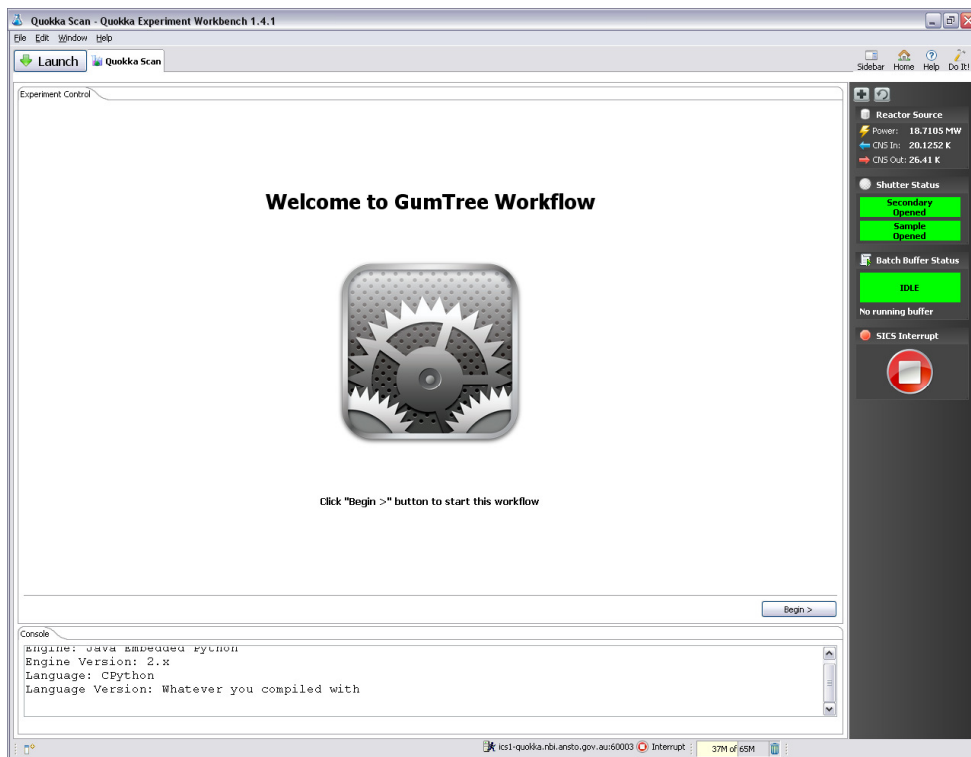 Quokka Scan - Quokka Experiment Workbench 1.4.1
File Edit Window Help
Launch
Quokka Scan
Sidebar Home Help Do It!
Experiment Control
Welcome to GumTree Workflow
Click "Begin >" button to start this workflow
Begin >
Reactor Source
Power: 18.7105 MW
CNS In: 20.1252 K
CNS Out: 26.41 K
Shutter Status
Secondary
Opened
Sample
Opened
Batch Buffer Status
IDLE
No running buffer
SICS Interrupt
Console
Engine: Java Embedded Python
Engine Version: 2.x
Language: CPython
Language Version: Whatever you compiled with
ics1-quokka.nbi.ansto.gov.au:60003 Interrupt 37M of 65M